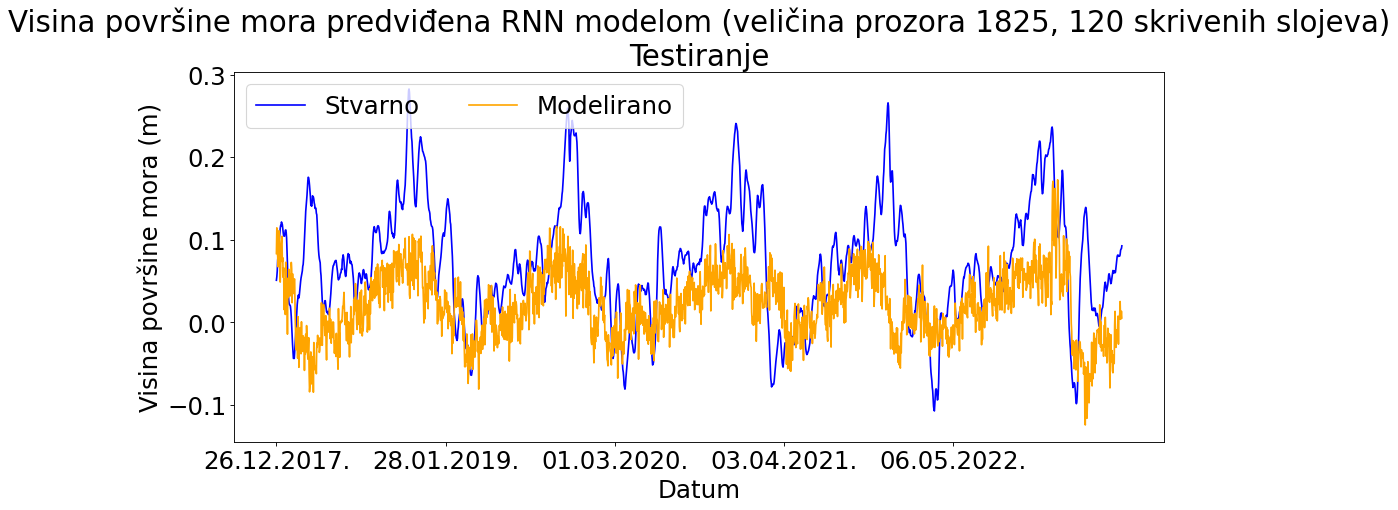 Visina površine mora predviđena RNN modelom (veličina prozora 1825, 120 skrivenih slojeva)
Testiranje
Stvarno
Modelirano
Visina površine mora (m)
0.3
0.2
0.1
0.0
−0.1
26.12.2017.
28.01.2019.
01.03.2020.
03.04.2021.
06.05.2022.
Datum